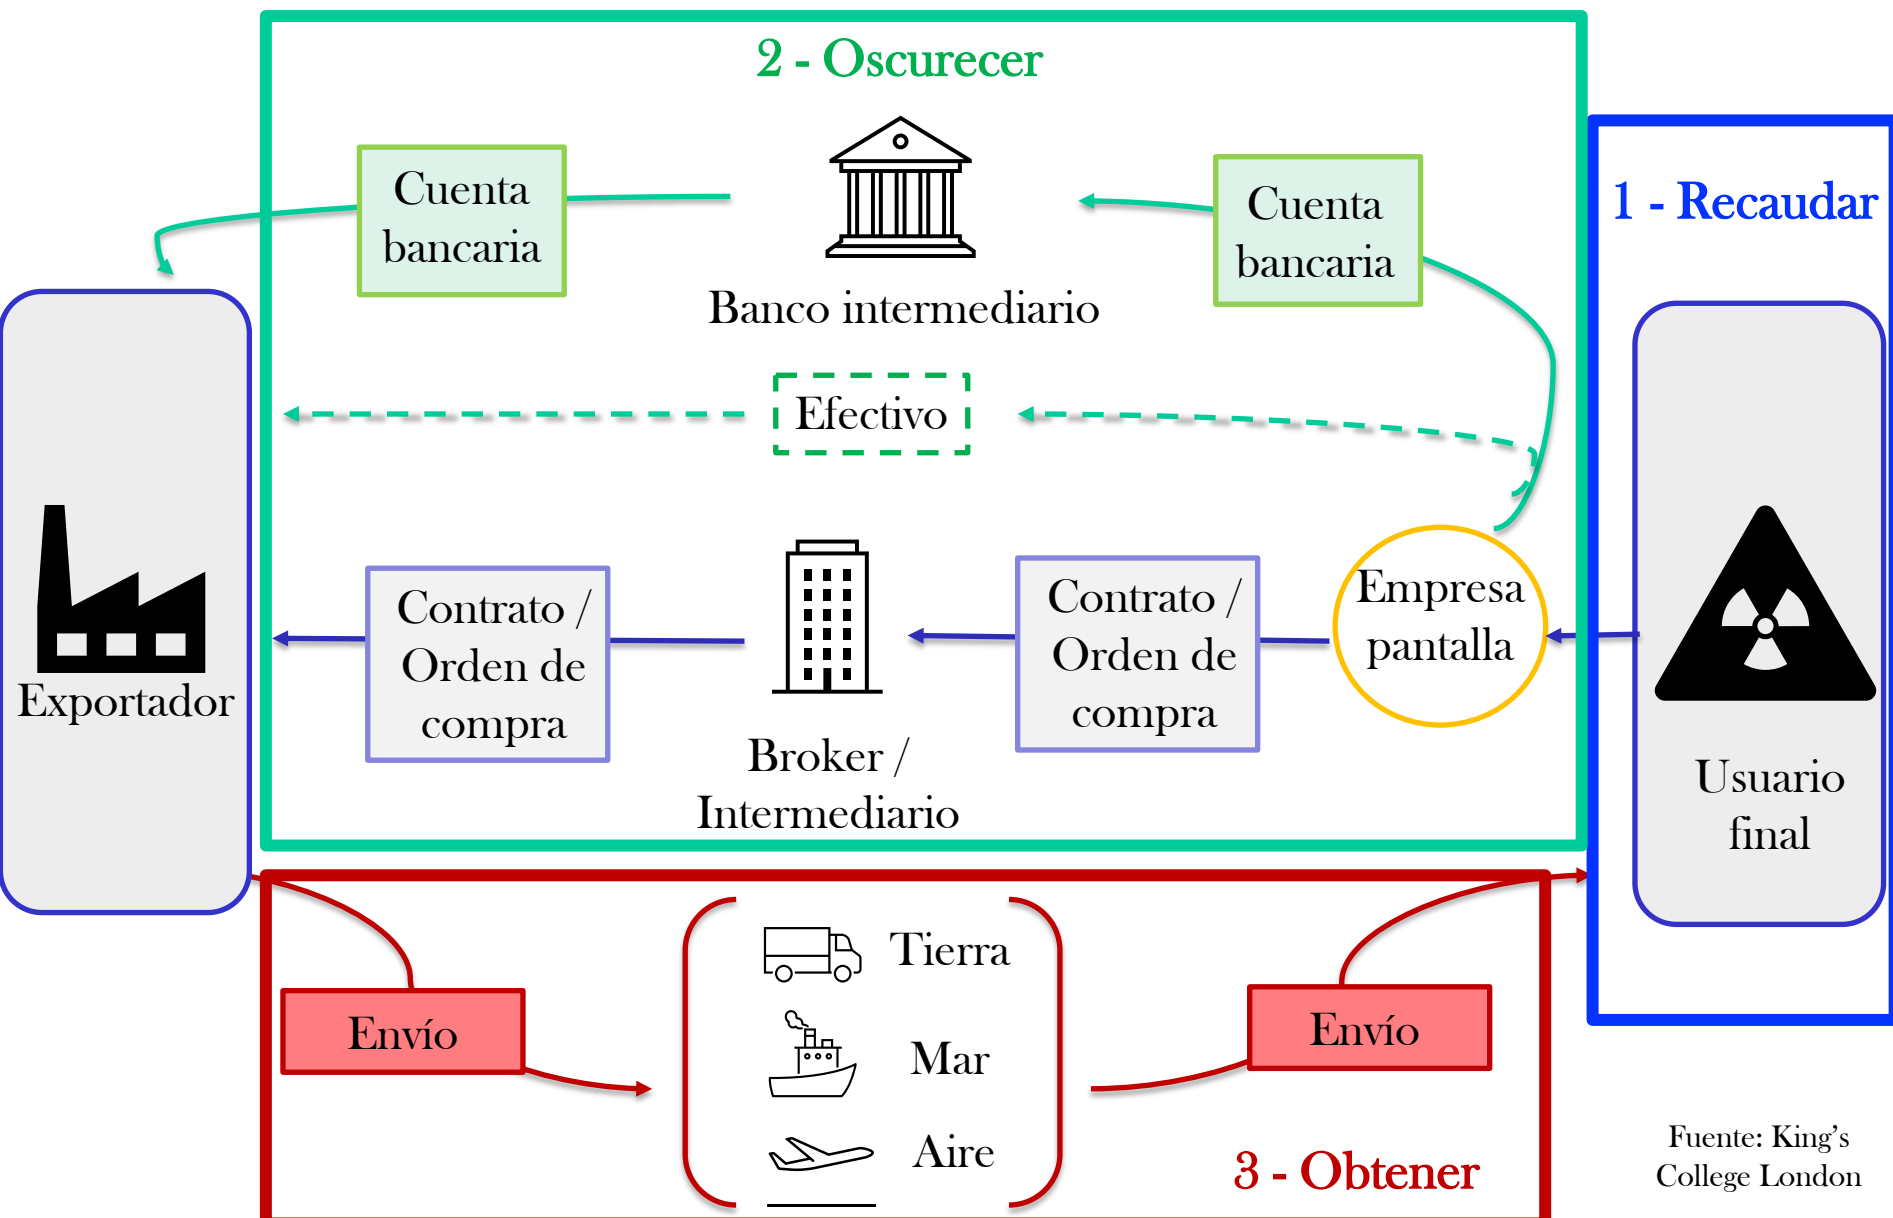 2 - Oscurecer
Cuenta
bancaria
Banco intermediario
Cuenta
bancaria
1 - Recaudar
Efectivo
Exportador
Contrato /
Orden de
compra
Broker /
Intermediario
Contrato /
Orden de
compra
Empresa
pantalla
Usuario
final
Envío
Tierra
Mar
Aire
Envío
3 - Obtener
Fuente: King’s
College London